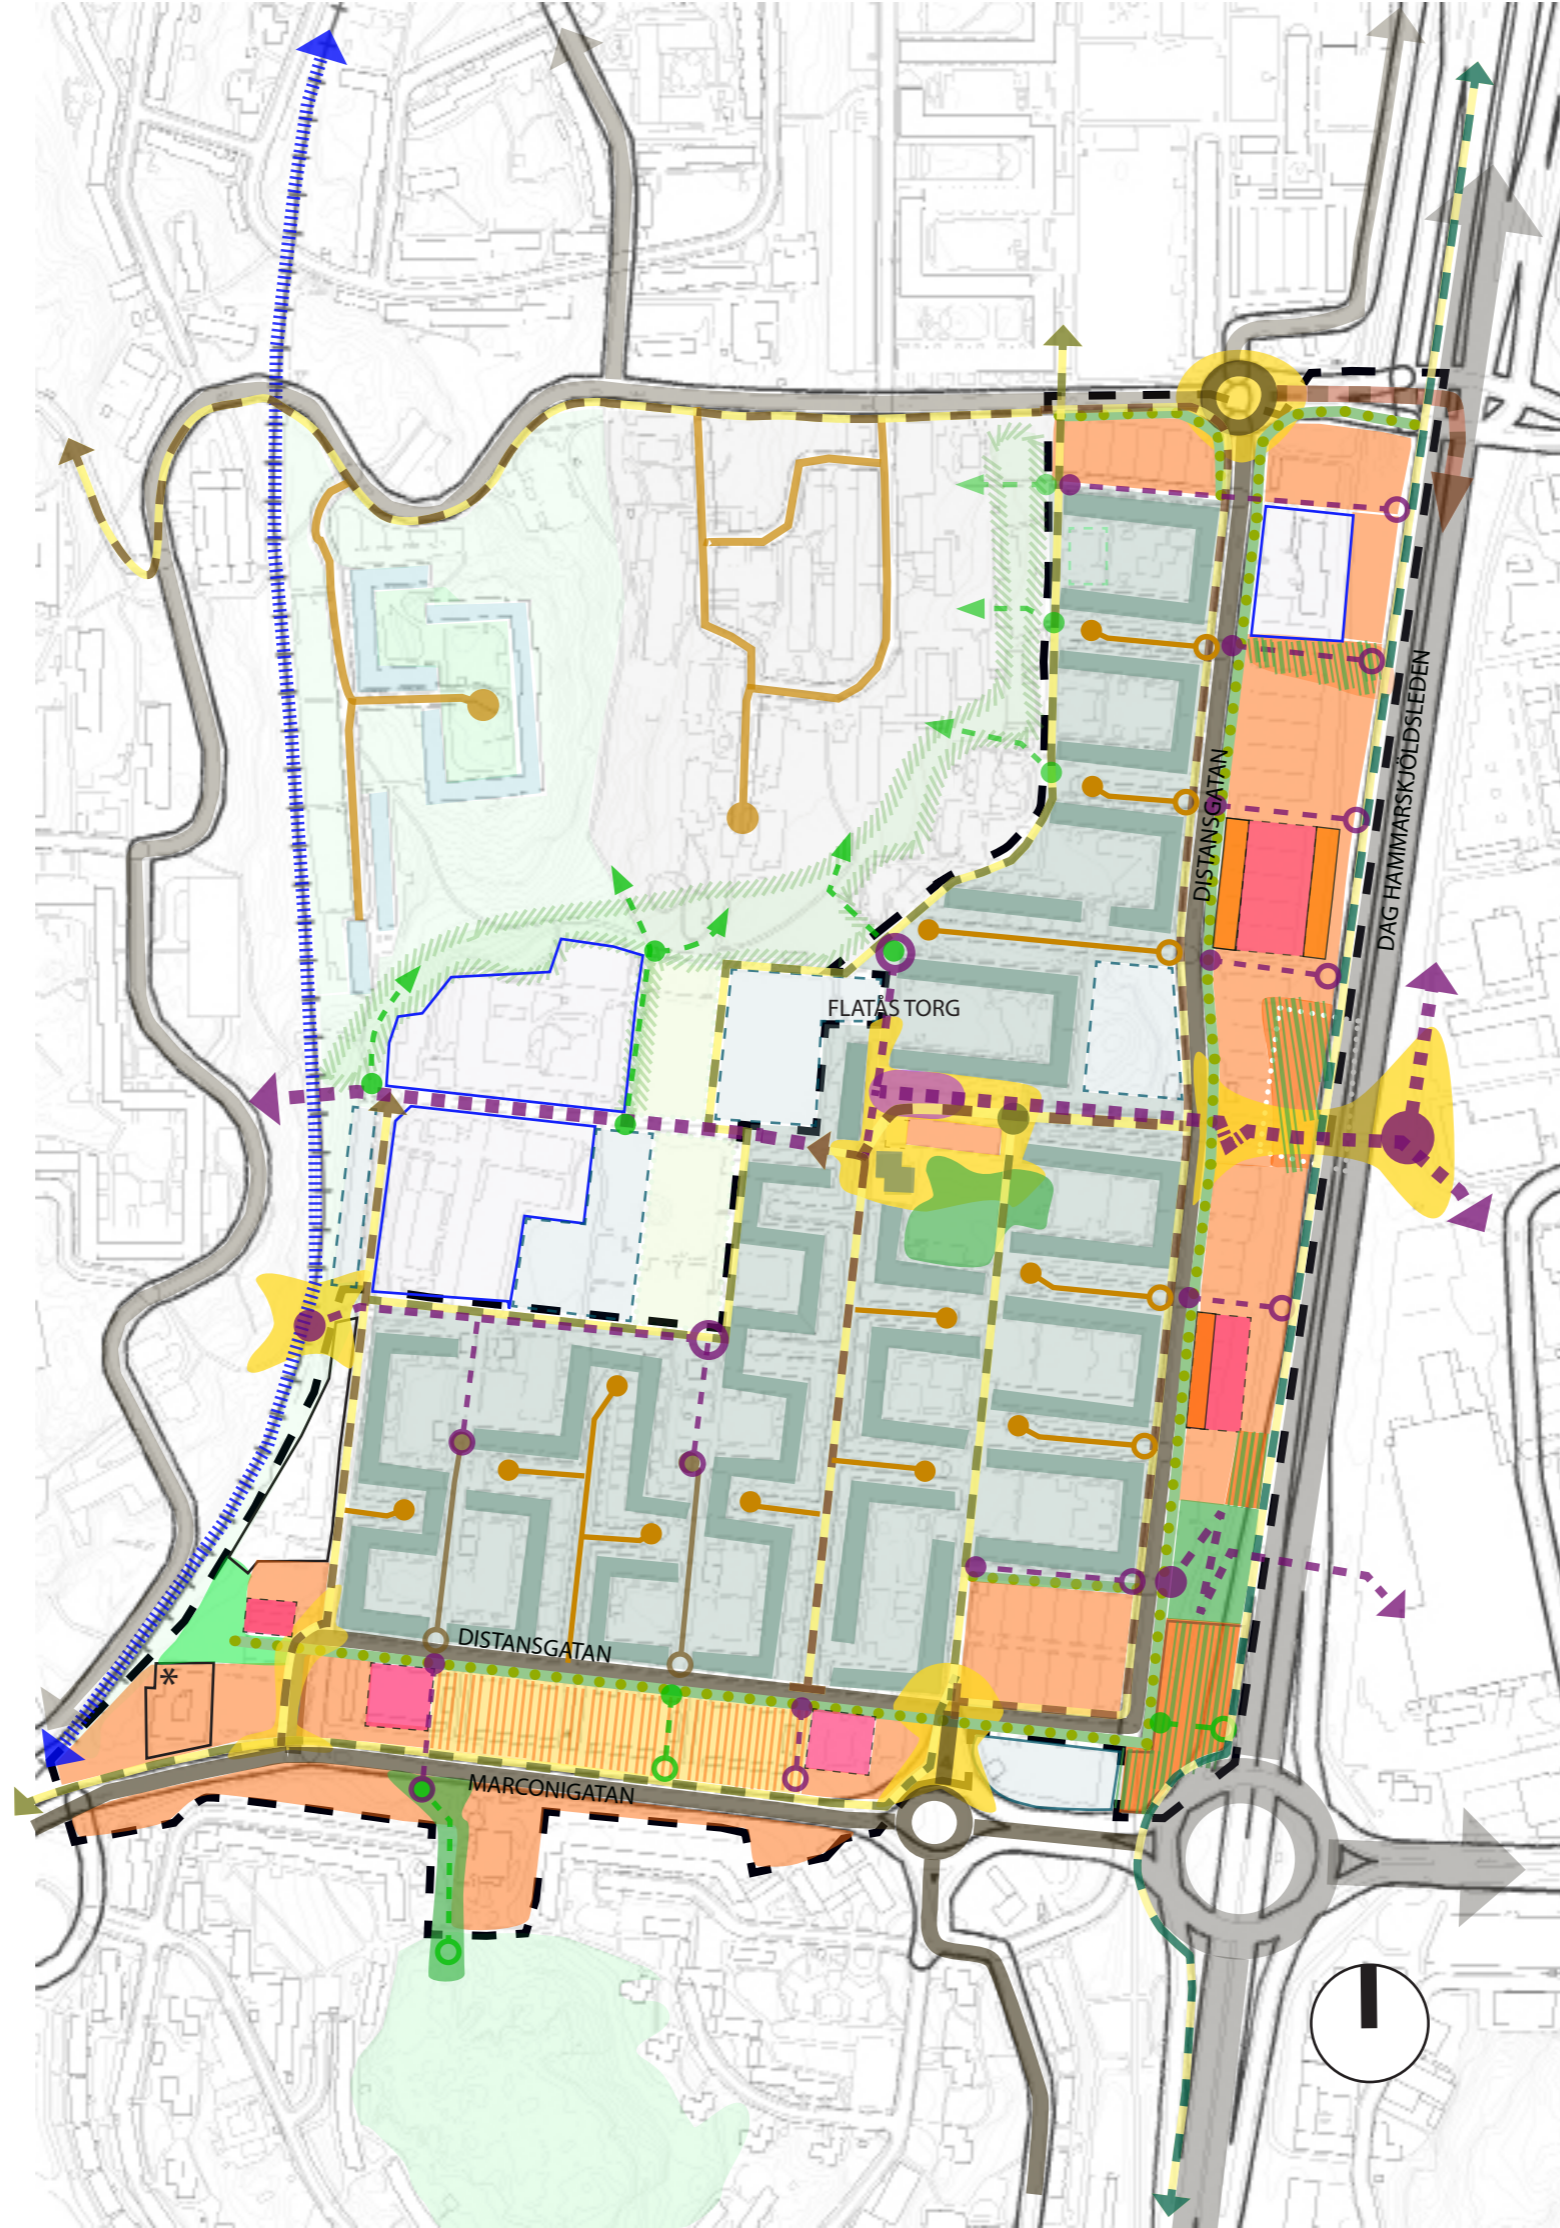 DISTANSGATAN
DAG HAMMARSKJÖLDSLEDEN
FLATÅS TORG
DISTANSGATAN
*
MARCONIGATAN